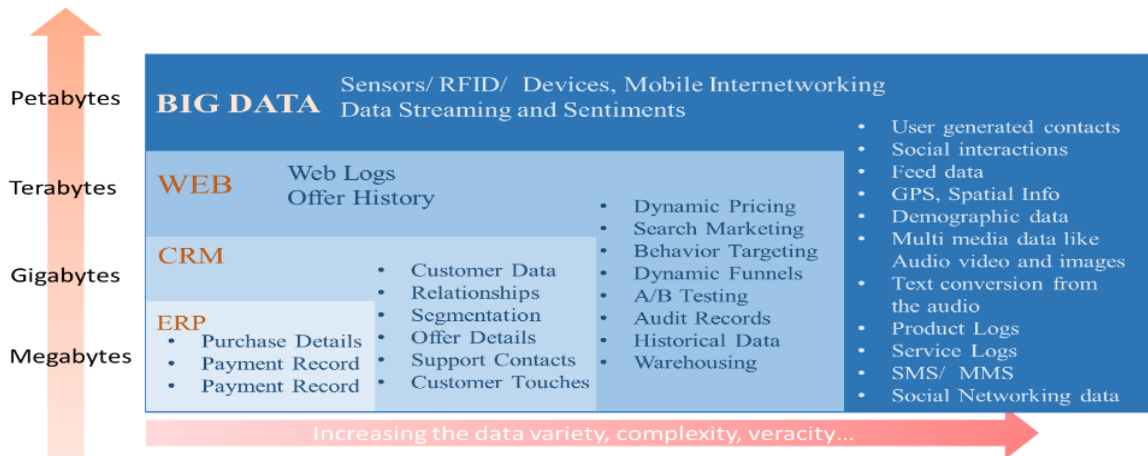 Petabytes
Terabytes
Gigabytes
Megabytes
BIG DATA
Sensors/ RFID/ Devices, Mobile Internetworking
Data Streaming and Sentiments
• User generated contacts
• Social interactions
• Feed data
• GPS, Spatial Info
• Demographic data
• Multi media data like
Audio video and images
• Text conversion from
the audio
• Product Logs
• Service Logs
• SMS/ MMS
• Social Networking data
WEB
Web Logs
Offer History
• Dynamic Pricing
• Search Marketing
• Behavior Targeting
• Dynamic Funnels
• A/B Testing
• Audit Records
• Historical Data
• Warehousing
CRM
• Customer Data
• Relationships
• Segmentation
• Offer Details
• Support Contacts
• Customer Touches
ERP
• Purchase Details
• Payment Record
• Payment Record
Increasing the data variety, complexity, veracity...